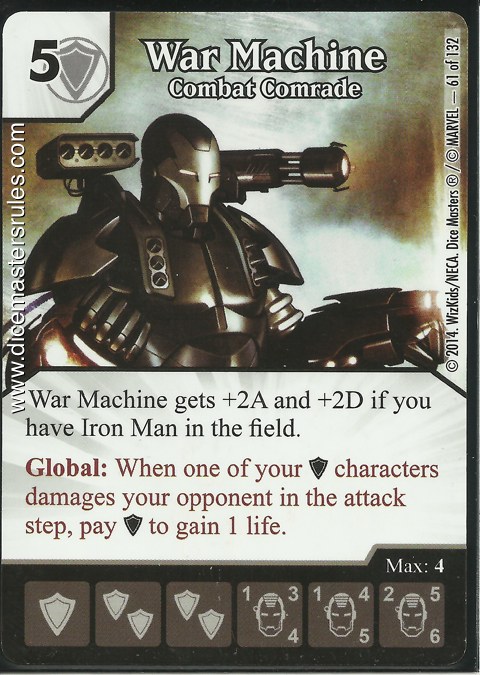 5
War Machine
Combat Comrade
www.dicemastersrules.com
© 2014. WizKids/NECA. Dice Masters ® / © MARVEL — 61 of 132
War Machine gets +2A and +2D if you
have Iron Man in the field.
Global: When one of your characters
damages your opponent in the attack
step, pay to gain 1 life.
Max: 4
1 3 4
1 4 5
2 5 6